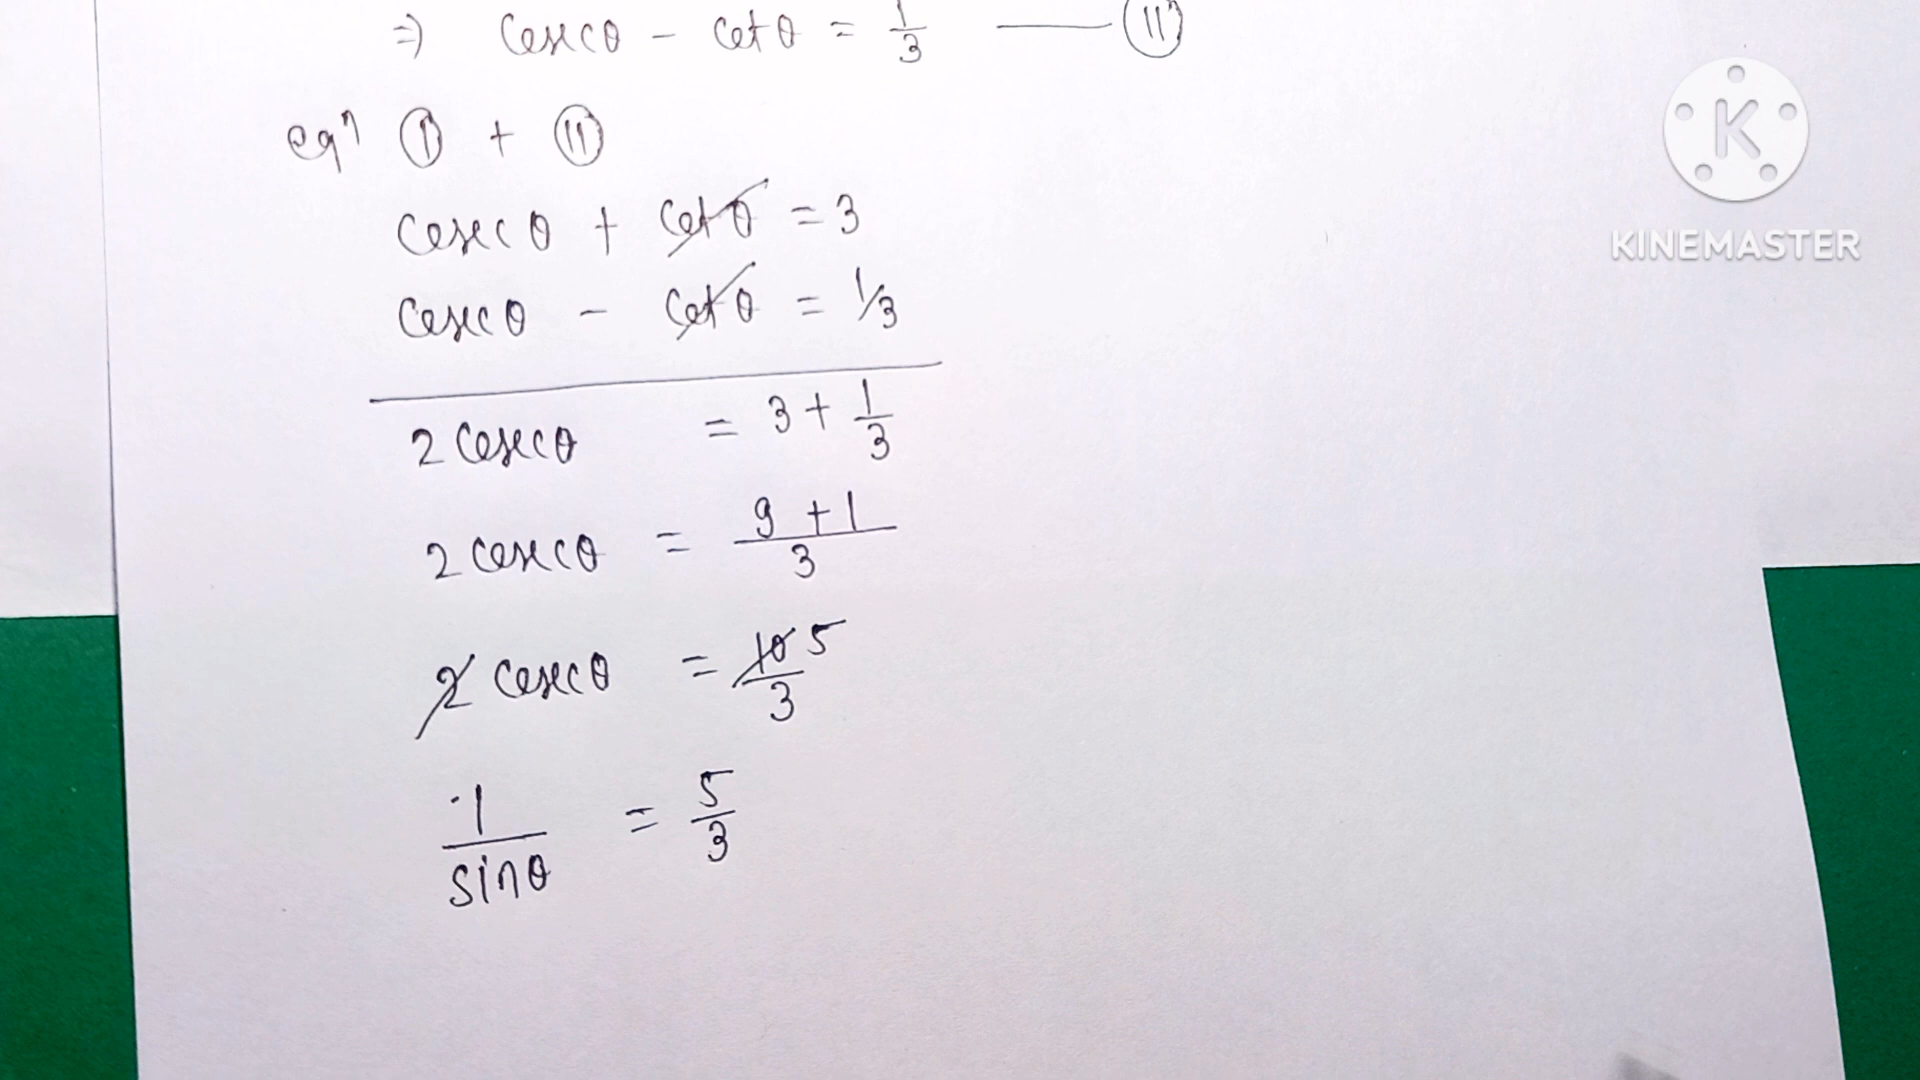 ⇒ Cosecθ - cotθ = 1/3 —— (II)
eqⁿ (I) + (II)
cosecθ + cotθ = 3
cosecθ - cotθ = 1/3
2 cosecθ = 3 + 1/3
2 cosecθ = 9 + 1 / 3
2 cosecθ = 10 5 / 3
1/sinθ = 5/3
K
KINEMASTER